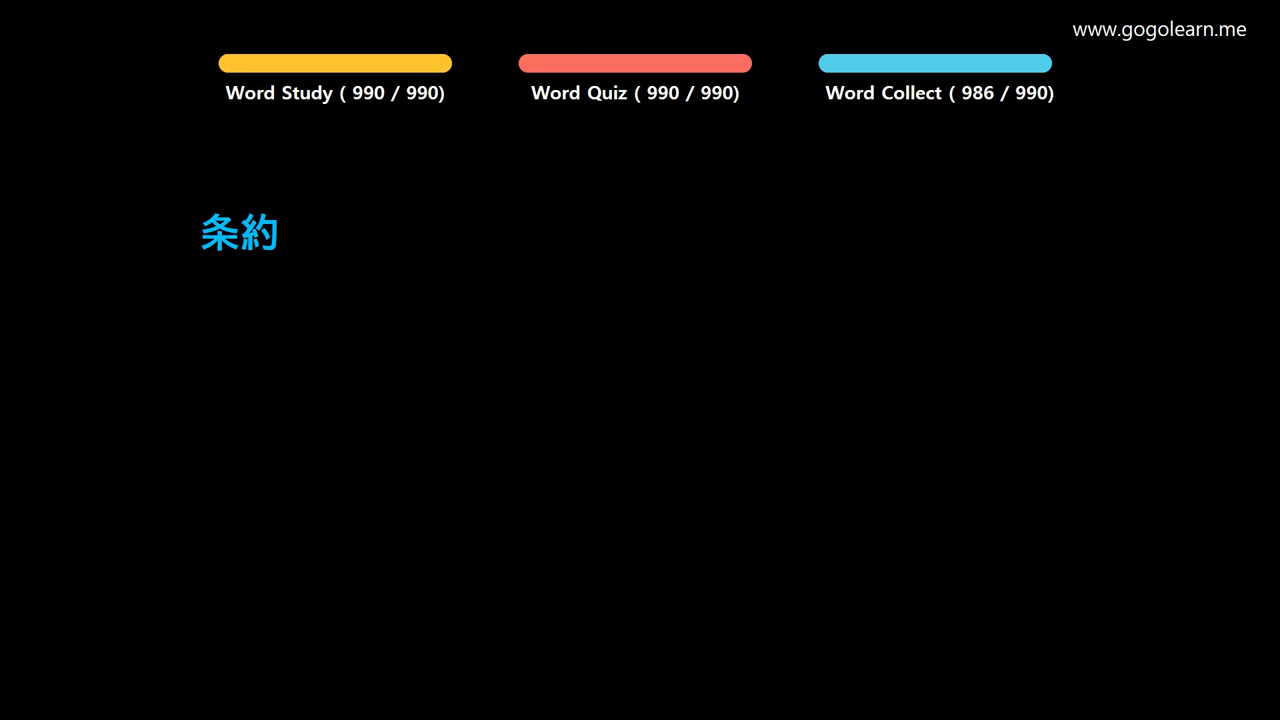 www.gogolearn.me
Word Study ( 990 / 990)
Word Quiz ( 990 / 990)
Word Collect ( 986 / 990)
条約